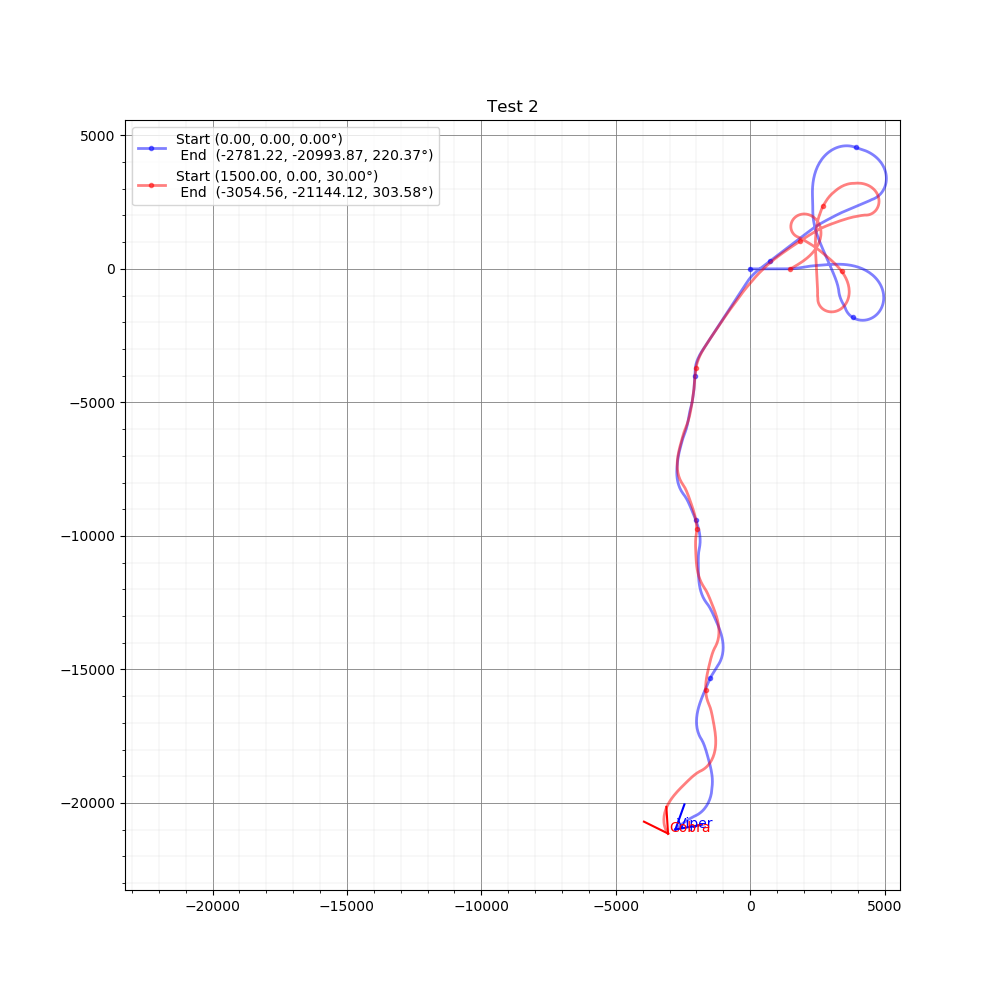 Test 2
Start (0.00, 0.00, 0.00°)
End (-2781.22, -20993.87, 220.37°)
Start (1500.00, 0.00, 30.00°)
End (-3054.56, -21144.12, 303.58°)
5000
0
−5000
−10000
−15000
−20000
Viper
Cobra
−20000 −15000 −10000 −5000 0 5000